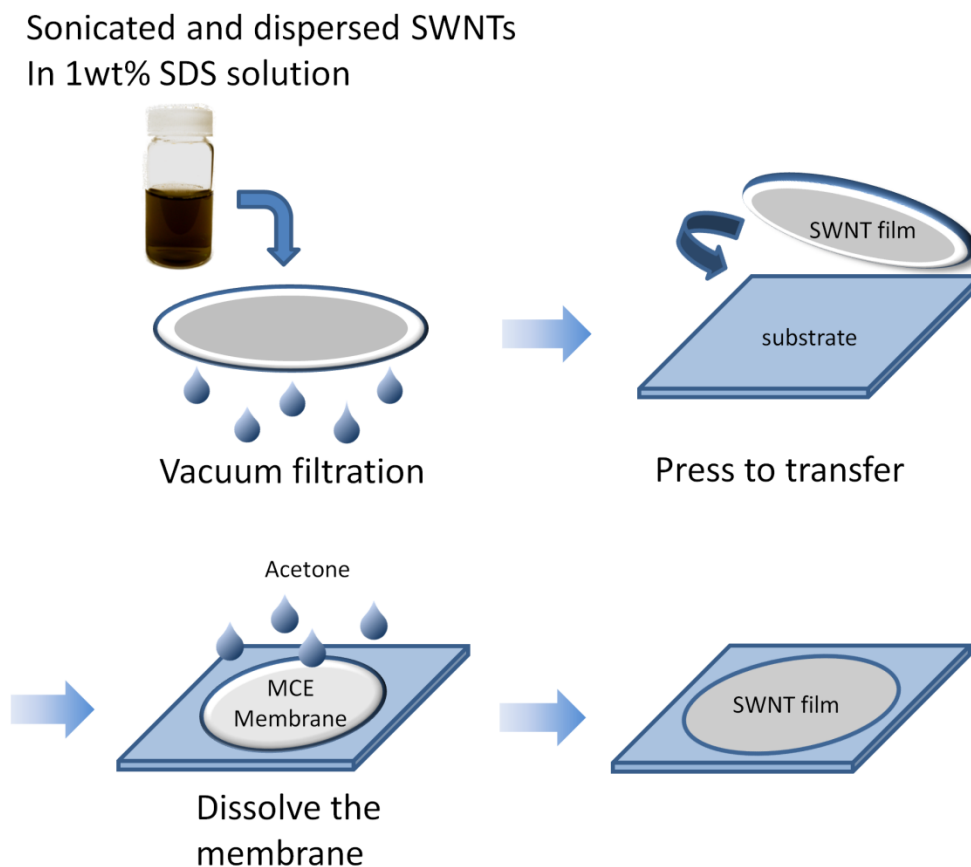 Sonicated and dispersed SWNTs
In 1wt% SDS solution
SWNT film
substrate
Vacuum filtration
Press to transfer
Acetone
MCE
Membrane
SWNT film
Dissolve the
membrane